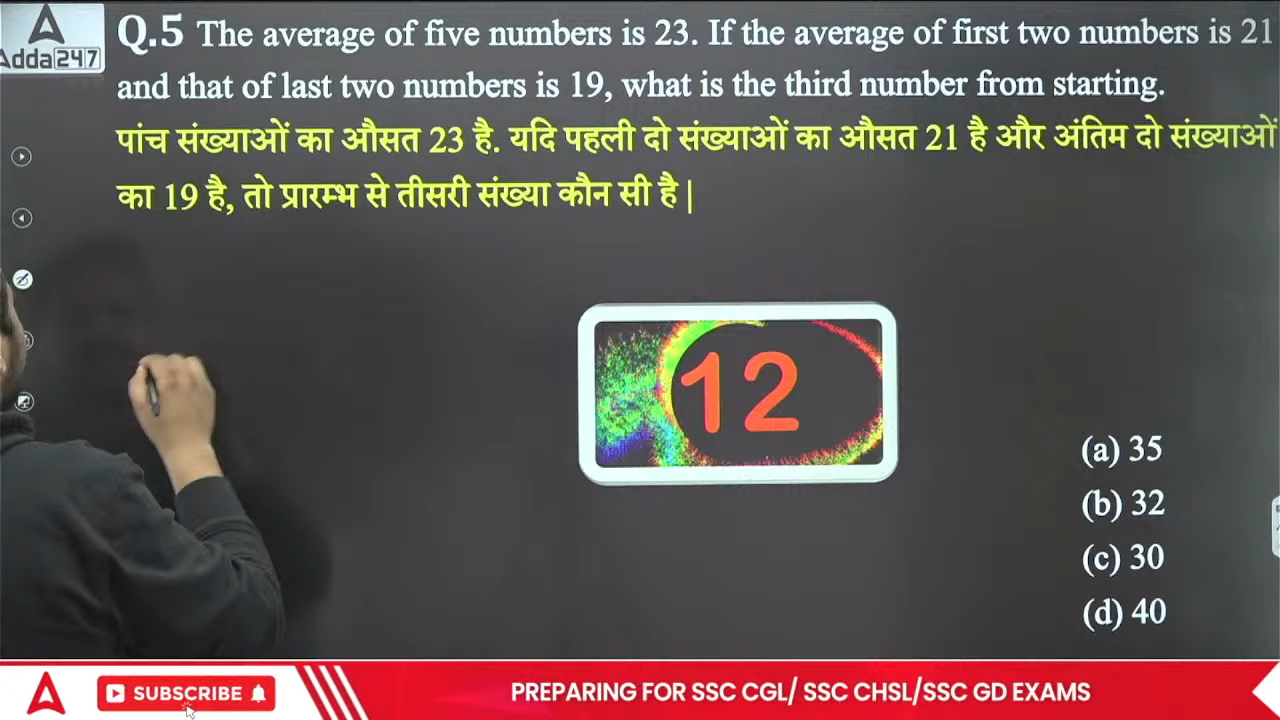 Adda247
Q.5 The average of five numbers is 23. If the average of first two numbers is 21
and that of last two numbers is 19, what is the third number from starting.
पांच संख्याओं का औसत 23 है. यदि पहली दो संख्याओं का औसत 21 है और अंतिम दो संख्याओं
का 19 है, तो प्रारम्भ से तीसरी संख्या कौन सी है |
12
(a) 35
(b) 32
(c) 30
(d) 40
SUBSCRIBE
PREPARING FOR SSC CGL/ SSC CHSL/SSC GD EXAMS